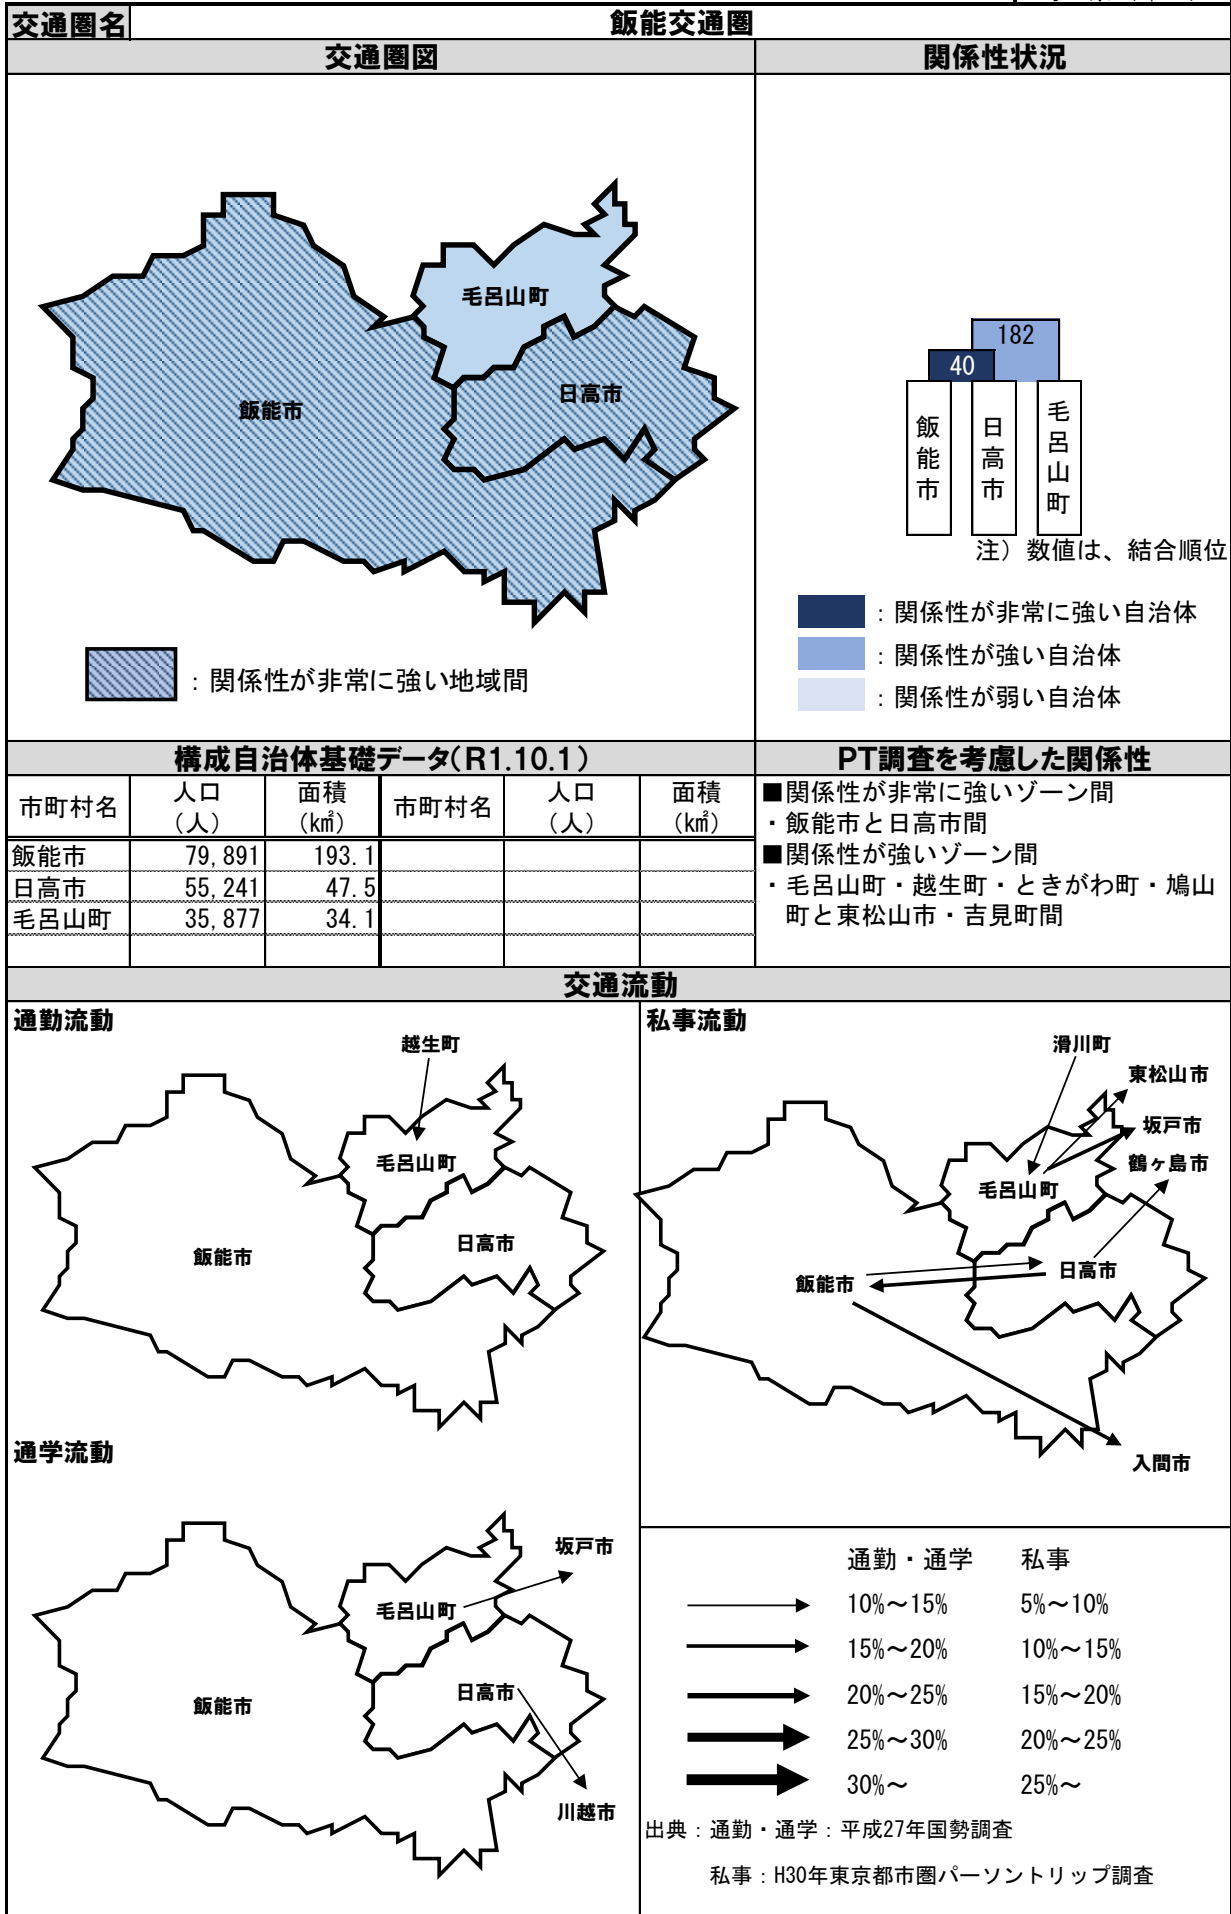 交通圏名
飯能交通圏
交通圏図
関係性状況
毛呂山町
飯能市
日高市
：関係性が非常に強い地域間
182
40
飯能市
日高市
毛呂山町
注）数値は、結合順位
：関係性が非常に強い自治体
：関係性が強い自治体
：関係性が弱い自治体
構成自治体基礎データ(R1.10.1)
市町村名 人口（人） 面積（k㎡） 市町村名 人口（人） 面積（k㎡）
飯能市 79,891 193.1
日高市 55,241 47.5
毛呂山町 35,877 34.1
PT調査を考慮した関係性
■関係性が非常に強いゾーン間
・飯能市と日高市間
■関係性が強いゾーン間
・毛呂山町・越生町・ときがわ町・鳩山
町と東松山市・吉見町間
交通流動
通勤流動
越生町
毛呂山町
日高市
飯能市
私事流動
滑川町
東松山市
坂戸市
鶴ヶ島市
毛呂山町
日高市
飯能市
入間市
通学流動
坂戸市
毛呂山町
日高市
飯能市
川越市
通勤・通学 私事
10%～15% 5%～10%
15%～20% 10%～15%
20%～25% 15%～20%
25%～30% 20%～25%
30%～ 25%～
出典：通勤・通学：平成27年国勢調査
私事：H30年東京都市圏パーソントリップ調査